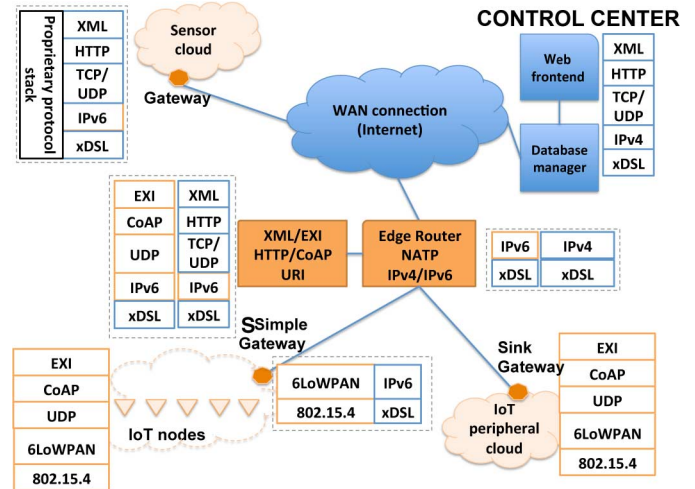 CONTROL CENTER
Proprietary protocol
stack
XML
HTTP
TCP/
UDP
IPv6
xDSL
Sensor
cloud
Gateway
WAN connection
(Internet)
Web
frontend
Database
manager
XML
HTTP
TCP/
UDP
IPv4
xDSL
EXI
CoAP
UDP
IPv6
xDSL
XML
HTTP
TCP/
UDP
IPv6
xDSL
XML/EXI
HTTP/CoAP
URI
Edge Router
NATP
IPv4/IPv6
IPv6
IPv4
xDSL
xDSL
SSimple
Gateway
Sink
Gateway
EXI
CoAP
UDP
6LoWPAN
802.15.4
IoT nodes
6LoWPAN
IPv6
802.15.4
xDSL
IoT
peripheral
cloud
EXI
CoAP
UDP
6LoWPAN
802.15.4